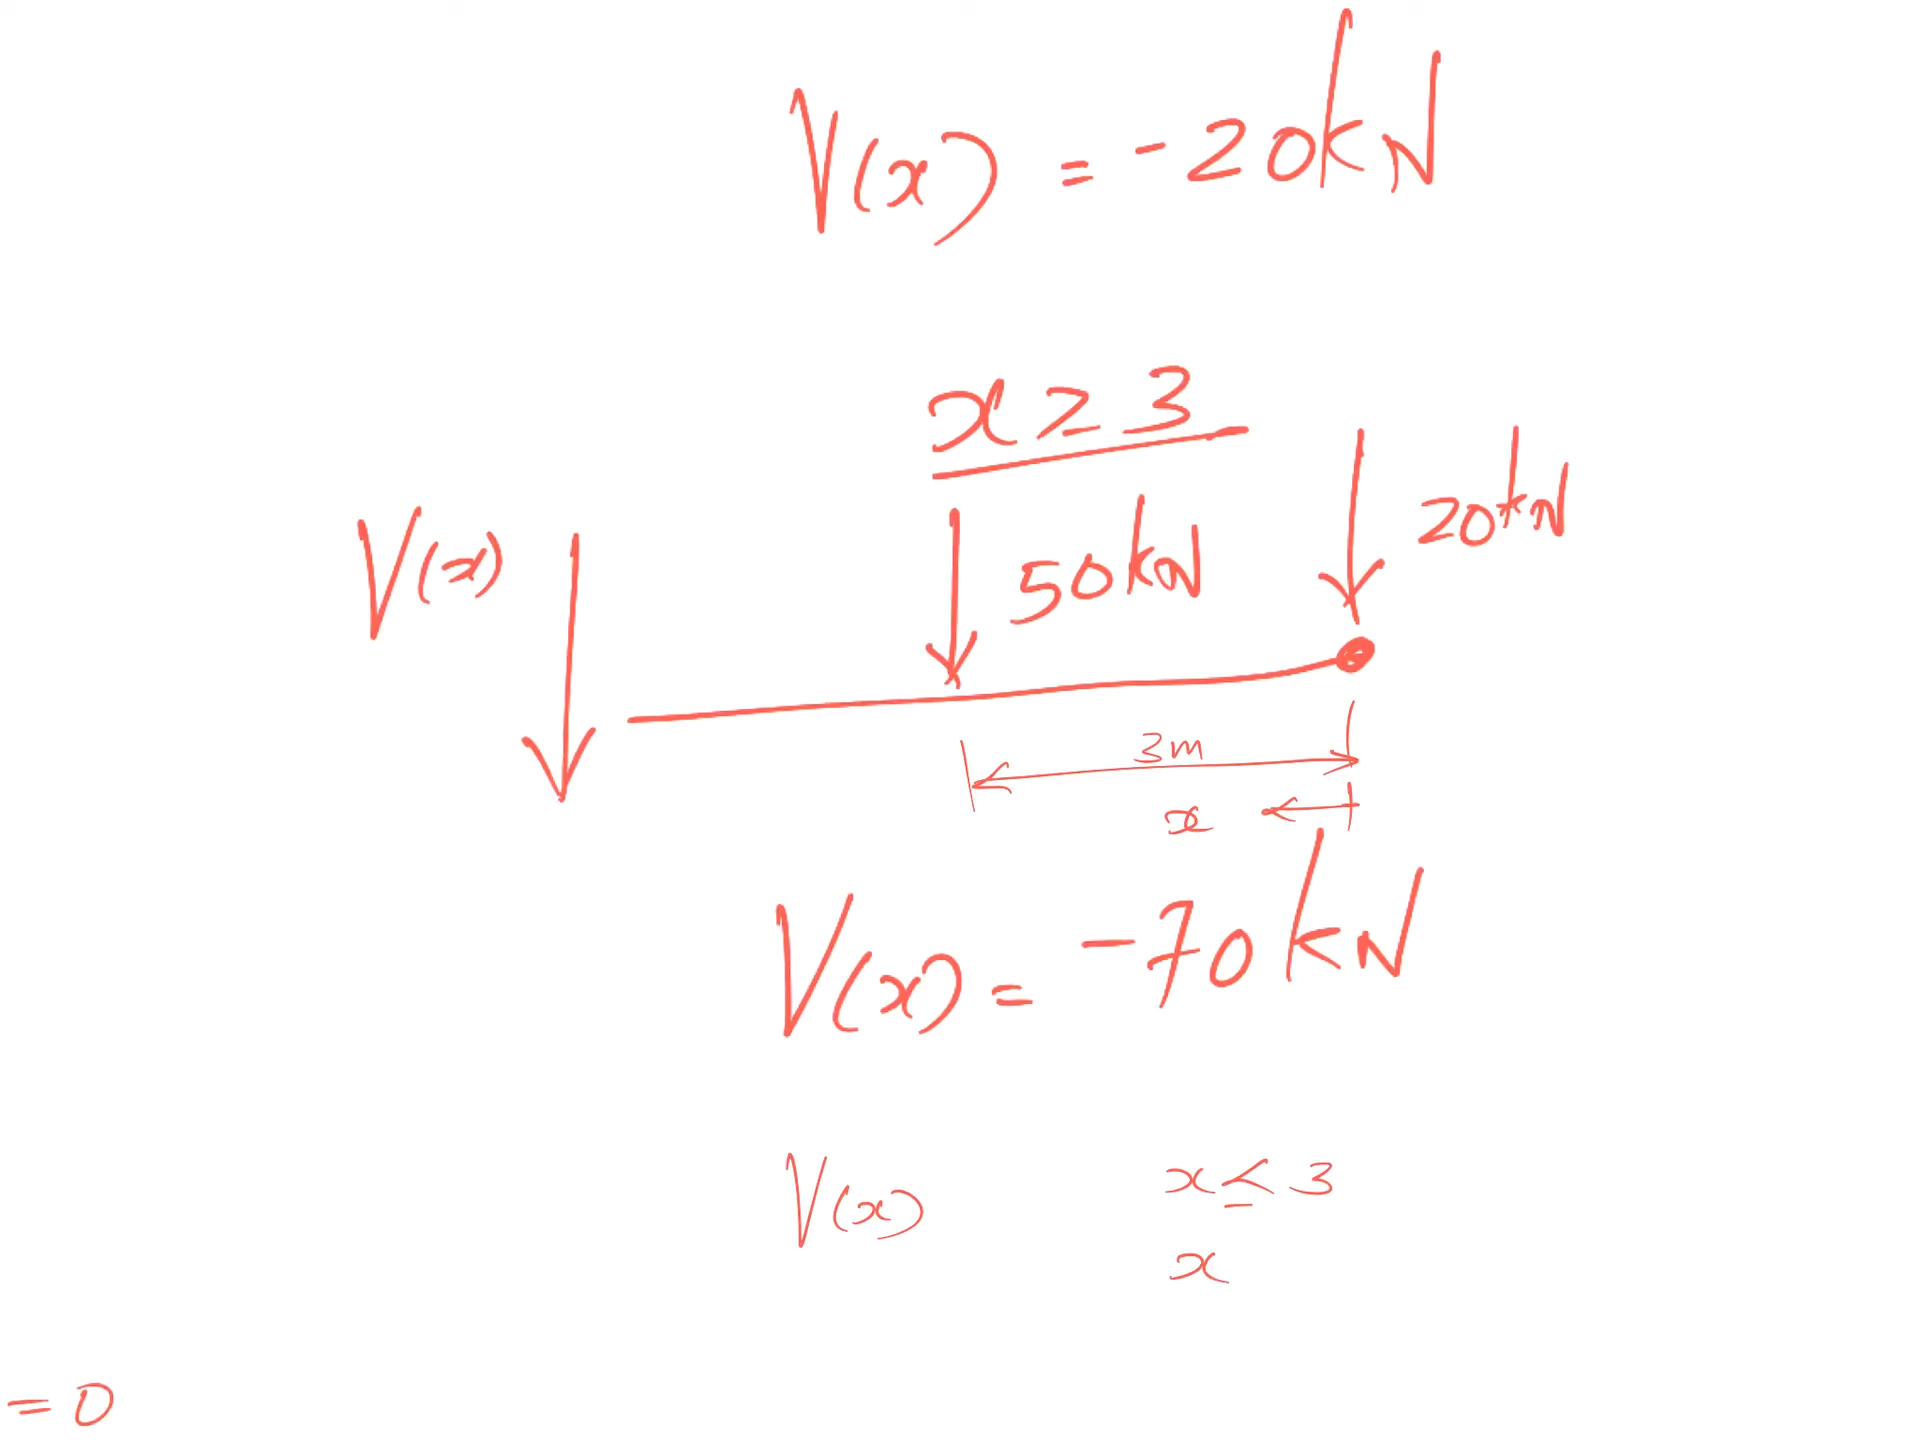 V(x) = -20kN
x ≥ 3
V(x)
50kN
20kN
3m
x
V(x) = -70kN
V(x) x ≤ 3
x
= 0